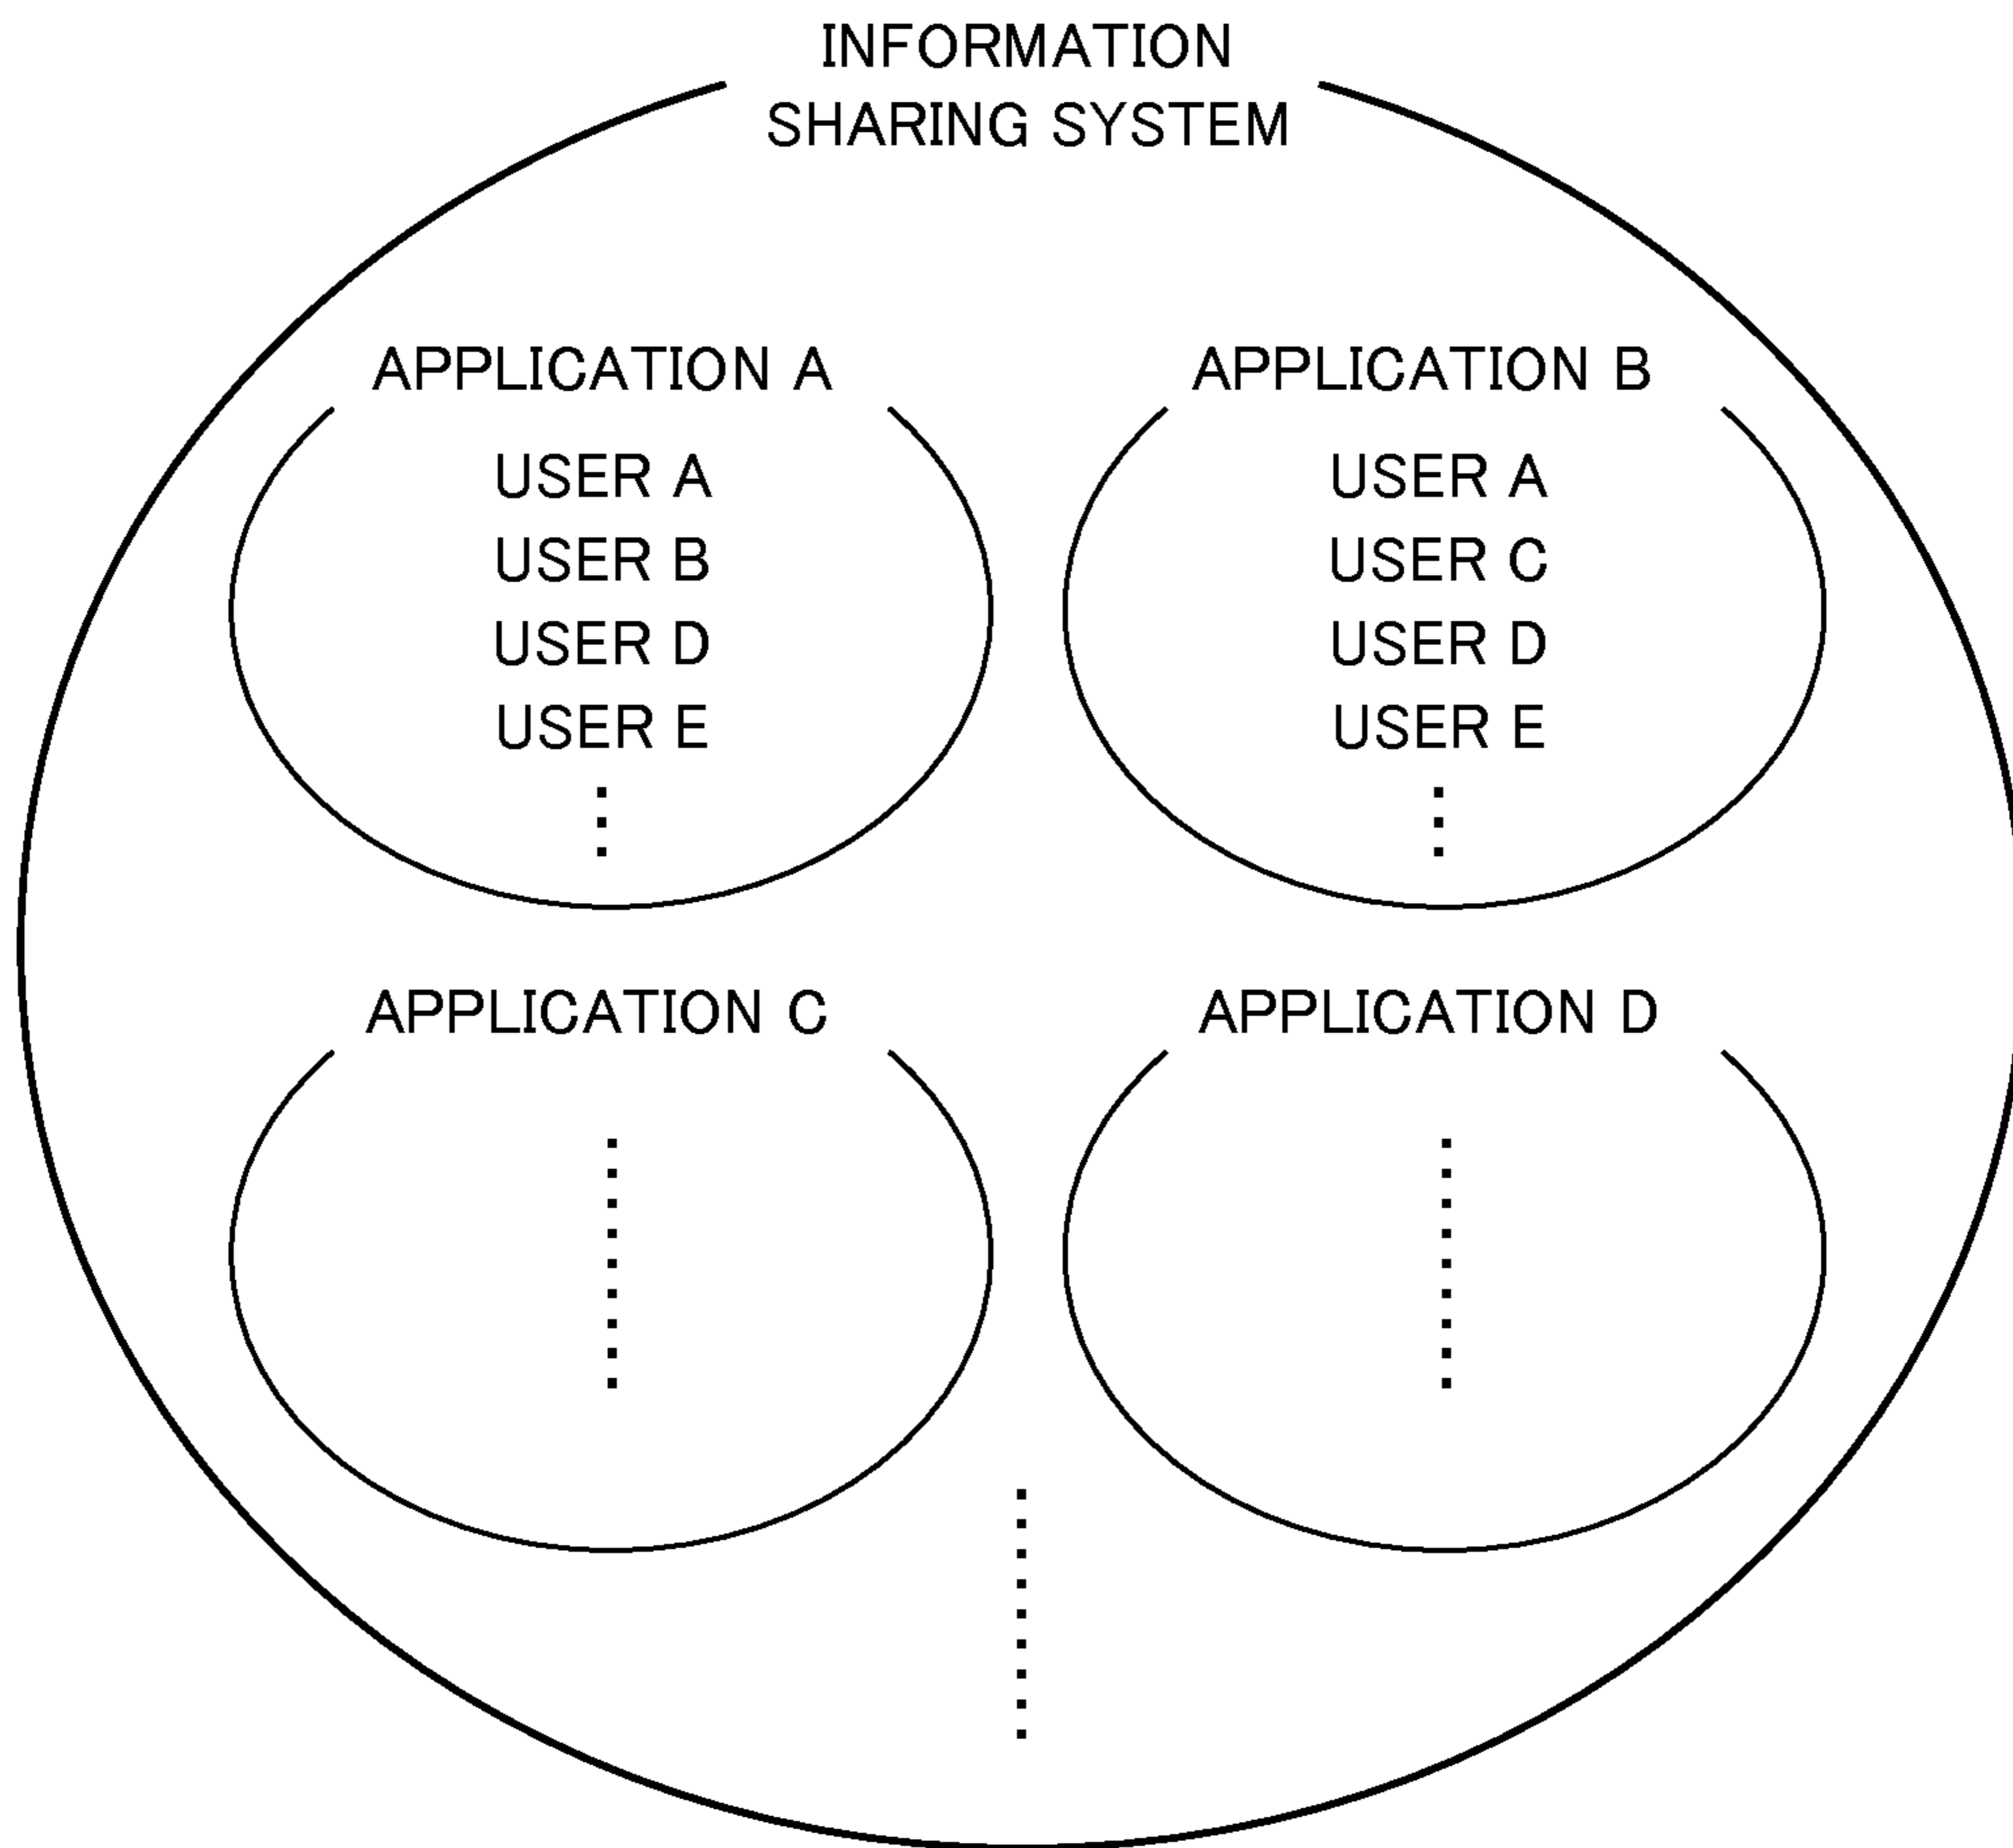 INFORMATION
SHARING SYSTEM
APPLICATION A
USER A
USER B
USER D
USER E
APPLICATION B
USER A
USER C
USER D
USER E
APPLICATION C
APPLICATION D